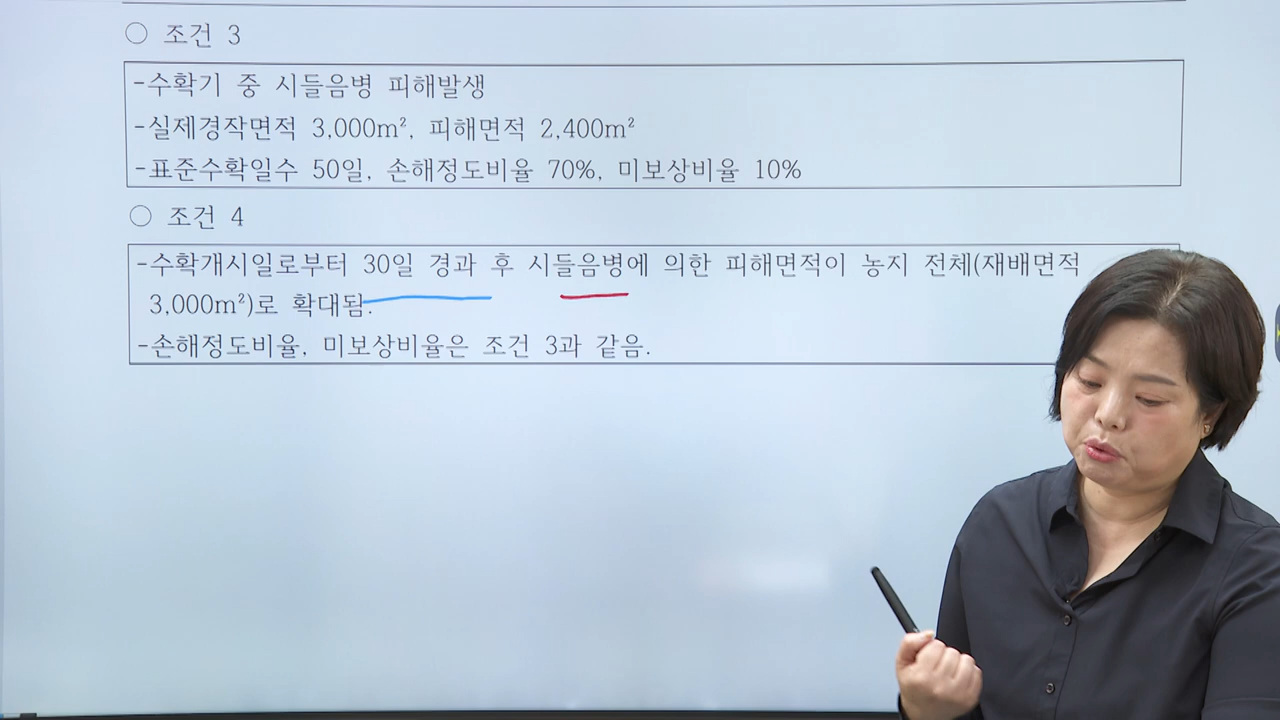 ○ 조건 3
-수확기 중 시들음병 피해발생
-실제경작면적 3,000m², 피해면적 2,400m²
-표준수확일수 50일, 손해정도비율 70%, 미보상비율 10%
○ 조건 4
-수확개시일로부터 30일 경과 후 시들음병에 의한 피해면적이 농지 전체(재배면적
3,000m²)로 확대됨.
-손해정도비율, 미보상비율은 조건 3과 같음.